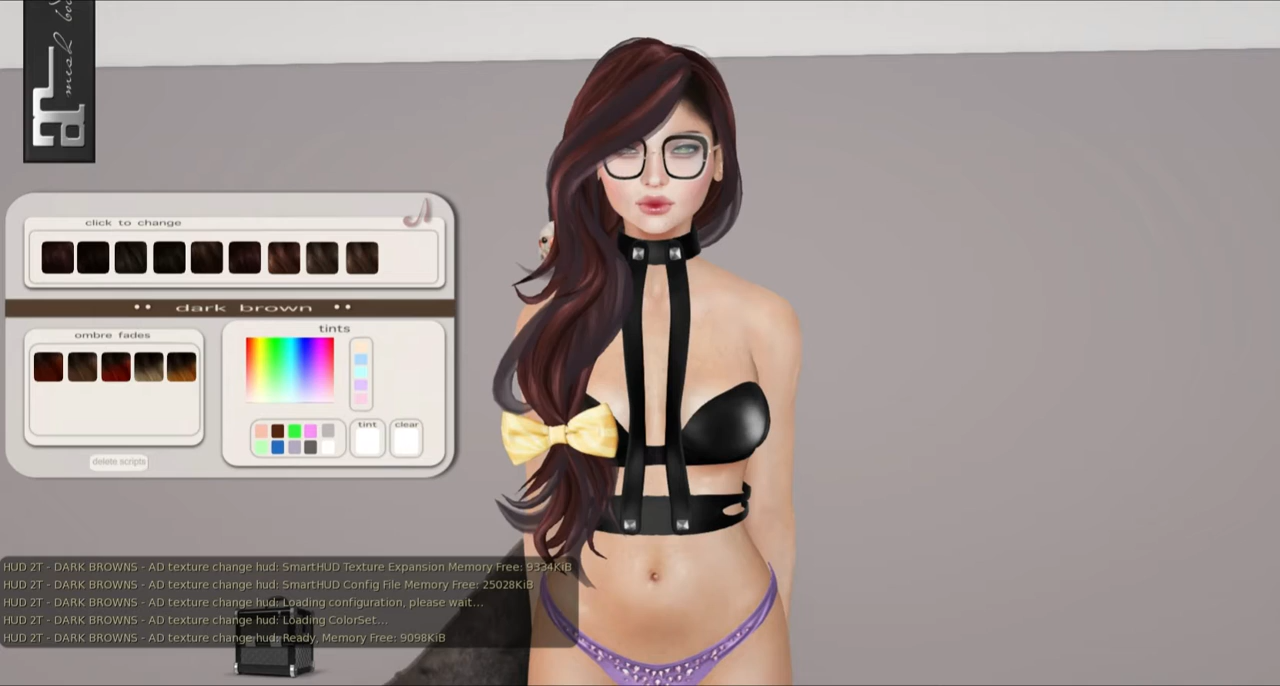 mesh
click to change
dark brown
ombre fades
tints
tint
clear
delete scripts
HUD 2T - DARK BROWNS - AD texture change hud: SmartHUD Texture Expansion Memory Free: 9334KiB
HUD 2T - DARK BROWNS - AD texture change hud: SmartHUD Config File Memory Free: 25028KiB
HUD 2T - DARK BROWNS - AD texture change hud: Loading configuration, please wait...
HUD 2T - DARK BROWNS - AD texture change hud: Loading ColorSet...
HUD 2T - DARK BROWNS - AD texture change hud: Ready, Memory Free: 9098KiB